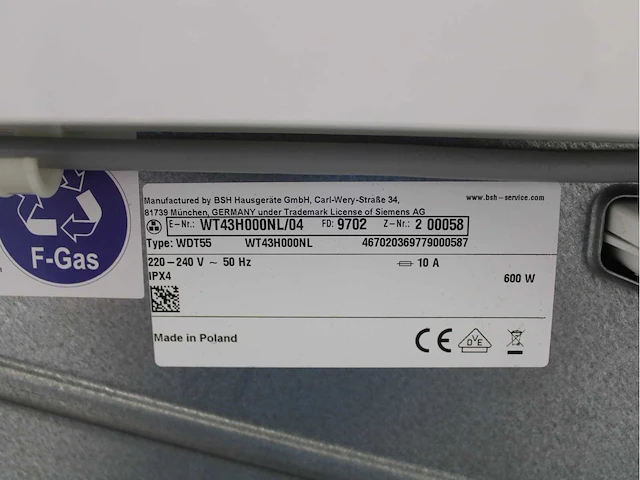 Manufactured by BSH Hausgeräte GmbH, Carl-Wery-Straße 34,
www.bsh-service.com
81739 München, GERMANY under Trademark License of Siemens AG
E-Nr.: WT43H000NL/04 FD: 9702 Z-Nr.: 2 00058
Type: WDT55 WT43H000NL 467020369779000587
220-240 V ~ 50 Hz 10 A
IPX4
600 W
Made in Poland
CE DVE
F-Gas